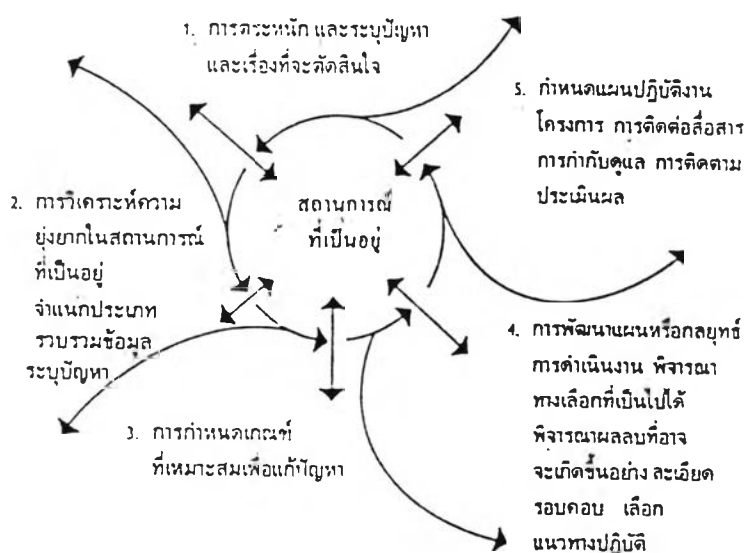 1. การตระหนัก และระบุปัญหา
และเรื่องที่จะตัดสินใจ
สถานการณ์
ที่เป็นอยู่
2. การวิเคราะห์ความ
ยุ่งยากในสถานการณ์
ที่เป็นอยู่
จำแนกประเภท
รวบรวมข้อมูล
ระบุปัญหา
3. การกำหนดเกณฑ์
ที่เหมาะสมเพื่อแก้ปัญหา
4. การพัฒนาแผนหรือกลยุทธ์
การดำเนินงาน พิจารณา
ทางเลือกที่เป็นไปได้
พิจารณาผลลบที่อาจ
จะเกิดขึ้นอย่าง ละเอียด
รอบคอบ เลือก
แนวทางปฏิบัติ
5. กำหนดแผนปฏิบัติงาน
โครงการ การติดต่อสื่อสาร
การกำกับดูแล การติดตาม
ประเมินผล